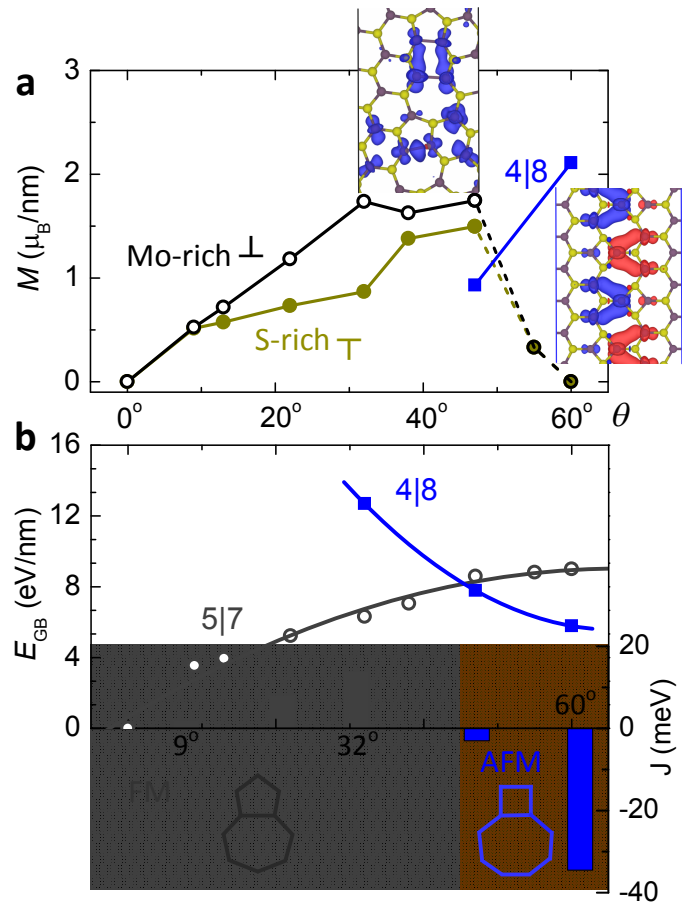 a
3
2
1
0
M (μB/nm)
Mo-rich ⊥
S-rich ⊤
4|8
0° 20° 40° 60° θ
b
16
12
8
4
0
EGB (eV/nm)
4|8
5|7
20
0
-20
-40
J (meV)
60°
9° 32°
FM
AFM